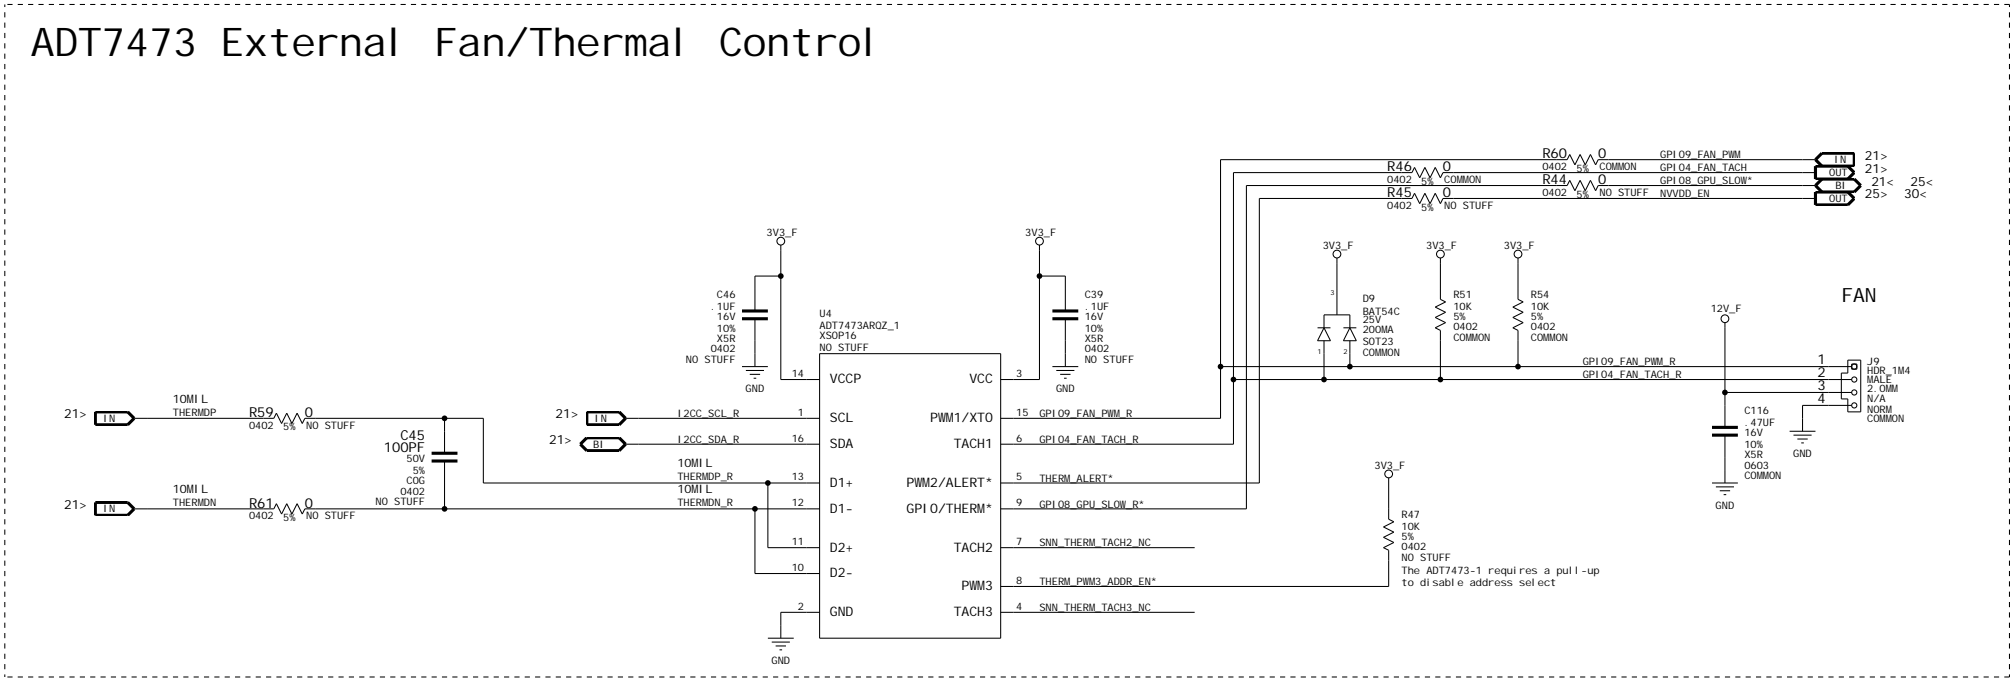 ADT7473 External Fan/Thermal Control
R60 0 GPIO9_FAN_PWM IN 21>
0402 5% COMMON
R46 0 GPIO4_FAN_TACH OUT 21>
0402 5% COMMON
R44 0 GPIO8_GPU_SLOW* BI 21< 25<
0402 5% NO STUFF
R45 0 NVVDD_EN OUT 25> 30<
0402 5% NO STUFF
3V3_F
C46
.1UF
16V
10%
X5R
0402
NO STUFF
GND
3V3_F
C39
.1UF
16V
10%
X5R
0402
NO STUFF
GND
3V3_F
3
D9
BAT54C
25V
200MA
SOT23
COMMON
1 2
3V3_F
R51
10K
5%
0402
COMMON
3V3_F
R54
10K
5%
0402
COMMON
FAN
12V_F
GPIO9_FAN_PWM_R 1
GPIO4_FAN_TACH_R 2
3
4
J9
HDR_1M4
MALE
2.0MM
N/A
NORM
COMMON
C116
.47UF
16V
10%
X5R
0603
COMMON
GND
GND
U4
ADT7473ARQZ_1
XSOP16
NO STUFF
14 VCCP VCC 3
21> IN I2CC_SCL_R 1 SCL PWM1/XTO 15 GPIO9_FAN_PWM_R
21> BI I2CC_SDA_R 16 SDA TACH1 6 GPIO4_FAN_TACH_R
10MIL
THERMDP_R 13 D1+ PWM2/ALERT* 5 THERM_ALERT*
10MIL
THERMDN_R 12 D1- GPIO/THERM* 9 GPIO8_GPU_SLOW_R*
11 D2+ TACH2 7 SNN_THERM_TACH2_NC
10 D2-
PWM3 8 THERM_PWM3_ADDR_EN*
2 GND TACH3 4 SNN_THERM_TACH3_NC
GND
21> IN 10MIL
THERMDP R59 0
0402 5% NO STUFF
C45
100PF
50V
5%
COG
0402
NO STUFF
21> IN 10MIL
THERMDN R61 0
0402 5% NO STUFF
3V3_F
R47
10K
5%
0402
NO STUFF
The ADT7473-1 requires a pull-up
to disable address select